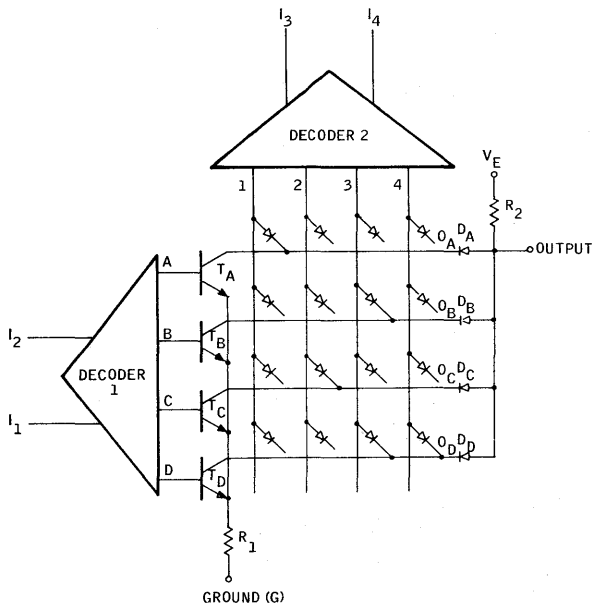 I3 I4
DECODER 2
1 2 3 4
VE
R2
OUTPUT
A TA OA DA
B TB OB DB
I2
DECODER
1
I1
C TC OC DC
D TD OD DD
R1
GROUND (G)